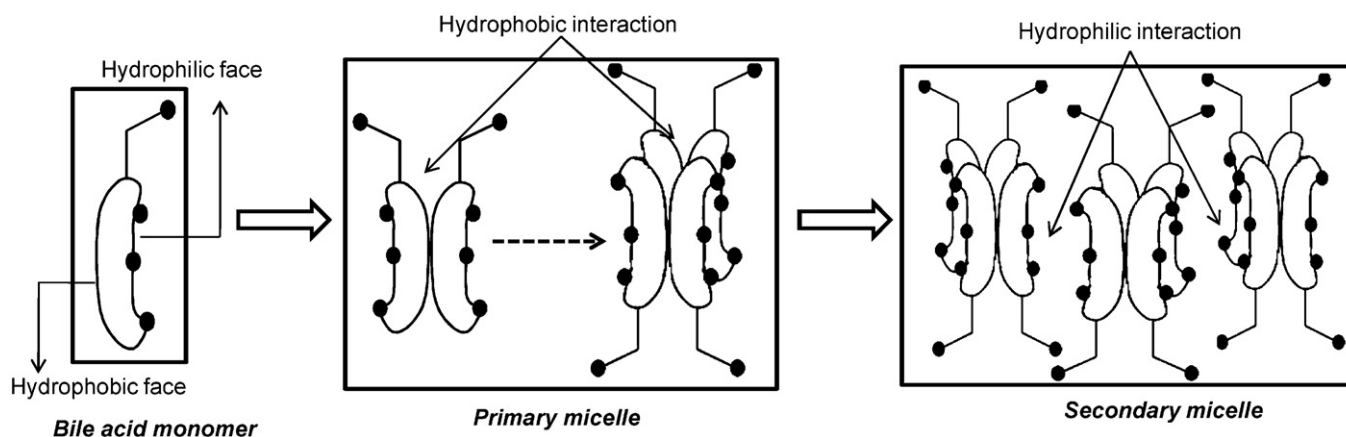 Hydrophobic interaction
Hydrophilic interaction
Hydrophilic face
Hydrophobic face
Bile acid monomer
Primary micelle
Secondary micelle